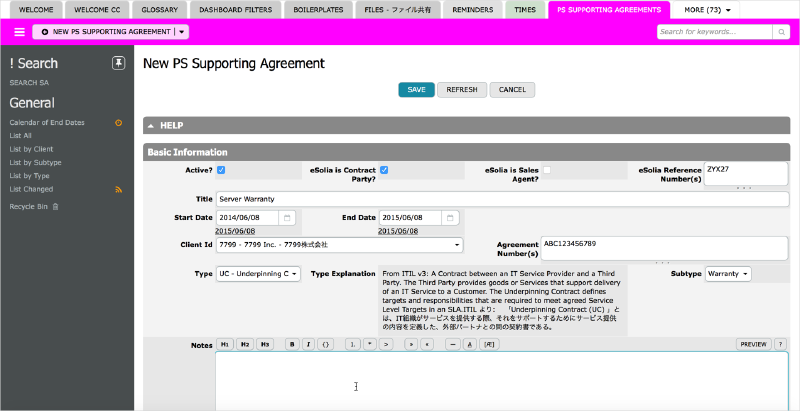 WELCOME WELCOME CC GLOSSARY DASHBOARD FILTERS BOILERPLATES FILES - ファイル共有 REMINDERS TIMES PS SUPPORTING AGREEMENTS MORE (73)
NEW PS SUPPORTING AGREEMENT Search for keywords...
! Search
SEARCH SA
General
Calendar of End Dates
List All
List by Client
List by Subtype
List by Type
List Changed
Recycle Bin
New PS Supporting Agreement
SAVE REFRESH CANCEL
HELP
Basic Information
Active? eSolia is Contract Party? eSolia is Sales Agent? eSolia Reference Number(s) ZYX27
Title Server Warranty
Start Date 2014/06/08 End Date 2015/06/08
2015/06/08 2015/06/08
Client Id 7799 - 7799 Inc. - 7799株式会社 Agreement Number(s) ABC123456789
Type UC - Underpinning C Type Explanation Subtype Warranty
From ITIL v3: A Contract between an IT Service Provider and a Third
Party. The Third Party provides goods or Services that support delivery
of an IT Service to a Customer. The Underpinning Contract defines
targets and responsibilities that are required to meet agreed Service
Level Targets in an SLA.ITIL より： 「Underpinning Contract (UC) 」と
は、IT組織がサービスを提供する際、それをサポートするためにサービス提供
の内容を定義した、外部パートナとの間の契約書である。
Notes H1 H2 H3 B I {} 1. * > » « — A [Æ] PREVIEW ?